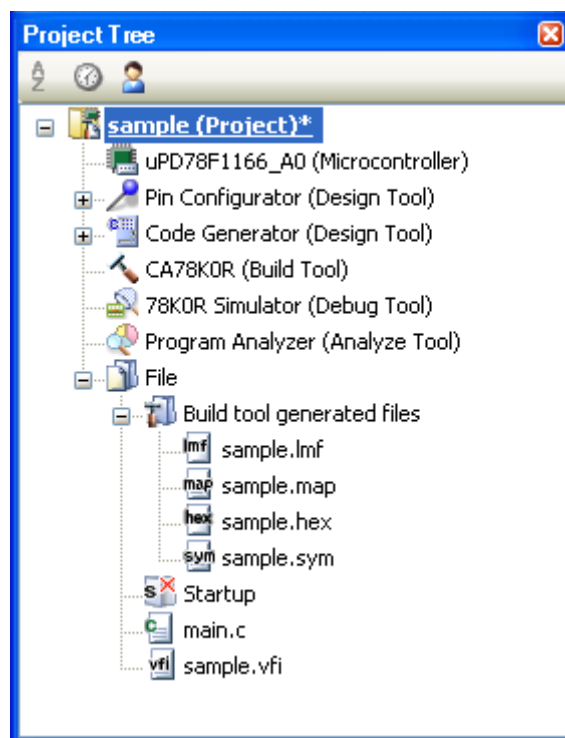 Project Tree
sample (Project)*
uPD78F1166_A0 (Microcontroller)
Pin Configurator (Design Tool)
Code Generator (Design Tool)
CA78K0R (Build Tool)
78K0R Simulator (Debug Tool)
Program Analyzer (Analyze Tool)
File
Build tool generated files
lmf sample.lmf
map sample.map
hex sample.hex
sym sample.sym
S Startup
C main.c
vfi sample.vfi